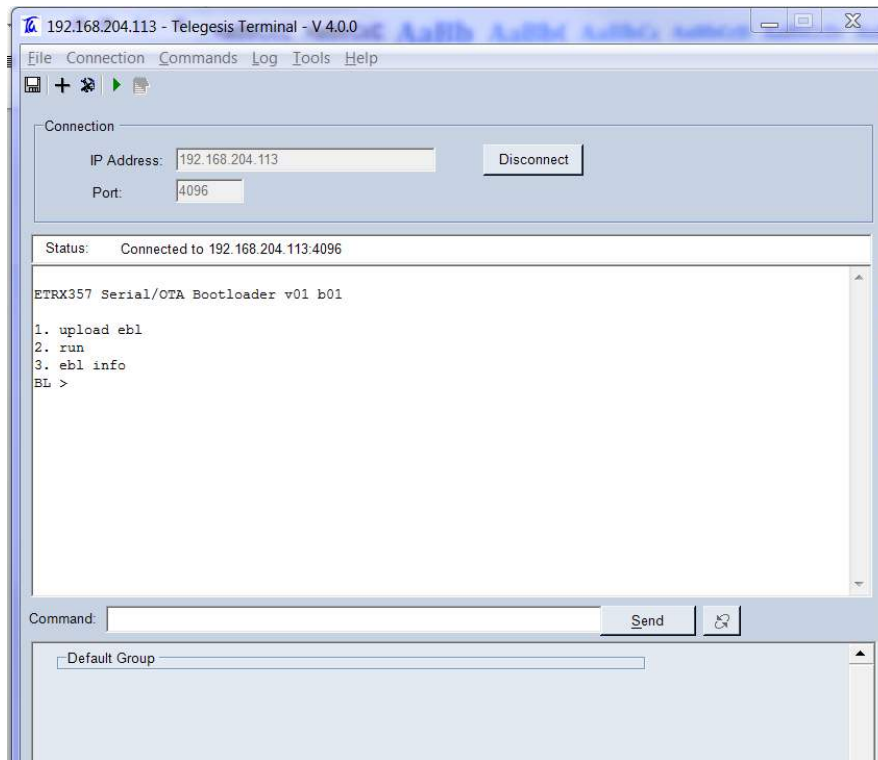 192.168.204.113 - Telegesis Terminal - V 4.0.0
File Connection Commands Log Tools Help
Connection
IP Address: 192.168.204.113 Disconnect
Port: 4096
Status: Connected to 192.168.204.113:4096
ETRX357 Serial/OTA Bootloader v01 b01
1. upload ebl
2. run
3. ebl info
BL >
Command: Send
Default Group